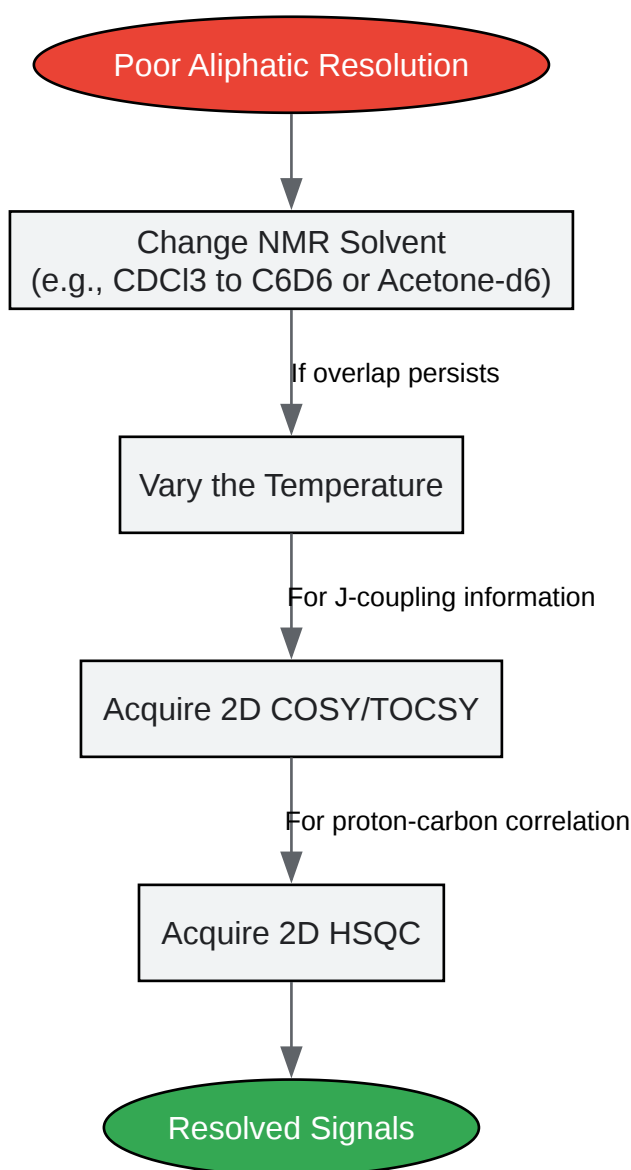 Poor Aliphatic Resolution
Change NMR Solvent
(e.g., CDCl3 to C6D6 or Acetone-d6)
If overlap persists
Vary the Temperature
For J-coupling information
Acquire 2D COSY/TOCSY
For proton-carbon correlation
Acquire 2D HSQC
Resolved Signals